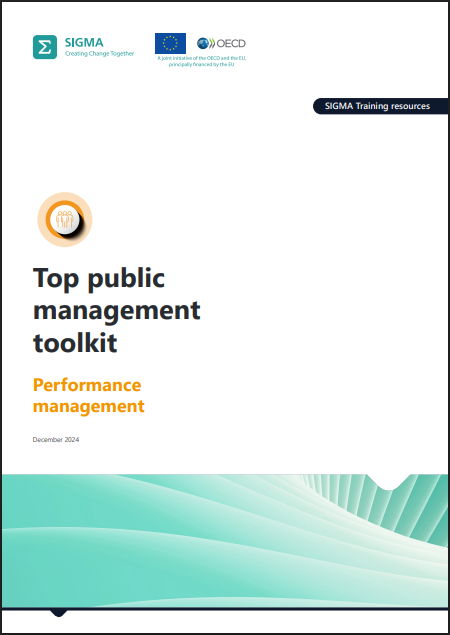 SIGMA
Creating Change Together
OECD
A joint initiative of the OECD and the EU,
principally financed by the EU
SIGMA Training resources
Top public
management
toolkit
Performance
management
December 2024